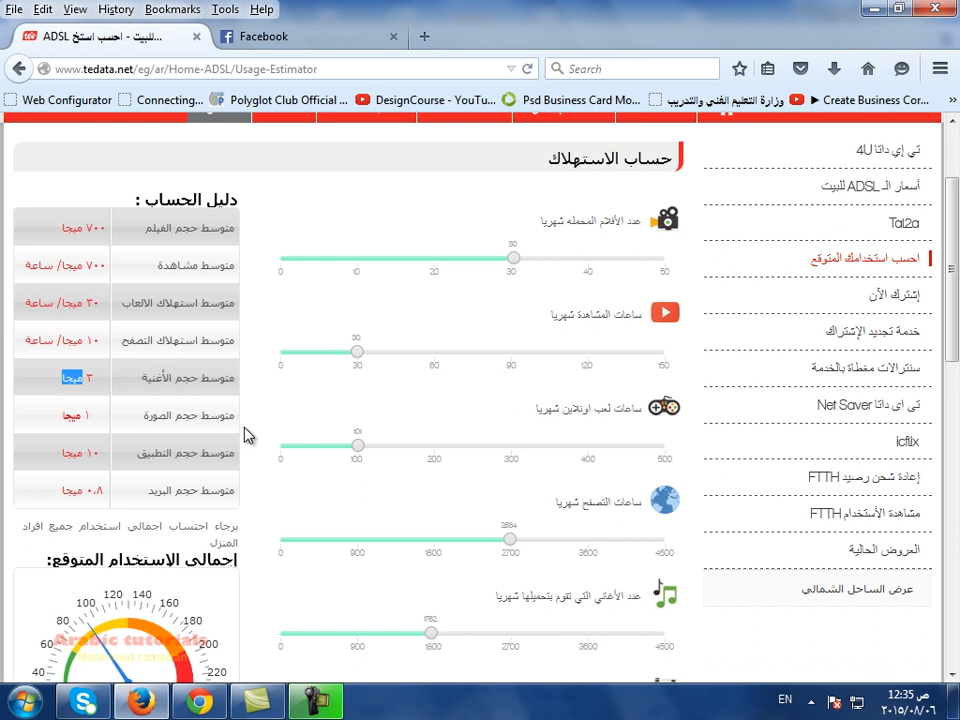 File Edit View History Bookmarks Tools Help
ADSL للبيت - احسب استخ...
Facebook
www.tedata.net/eg/ar/Home-ADSL/Usage-Estimator
Search
Web Configurator
Connecting...
Polyglot Club Official ...
DesignCourse - YouTu...
Psd Business Card Mo...
وزارة التعليم الفني والتدريب
► Create Business Cor...
حساب الاستهلاك
عدد الأفلام المحمله شهريا
30
0 10 20 30 40 50
ساعات المشاهدة شهريا
30
0 30 60 90 120 150
ساعات لعب اونلاين شهريا
101
0 100 200 300 400 500
ساعات التصفح شهريا
2684
0 900 1800 2700 3600 4500
عدد الأغاني التي تقوم بتحميلها شهريا
1762
0 900 1800 2700 3600 4500
تي إي داتا 4U
أسعار الـ ADSL للبيت
Tal2a
احسب استخدامك المتوقع
إشترك الآن
خدمة تجديد الإشتراك
سنترالات مغطاة بالخدمة
تى اى داتا Net Saver
icflix
إعادة شحن رصيد FTTH
مشاهدة الأستخدام FTTH
العروض الحالية
عرض الساحل الشمالي
دليل الحساب :
متوسط حجم الفيلم ٧٠٠ ميجا
متوسط مشاهدة ٧٠٠ ميجا/ ساعة
متوسط استهلاك الالعاب ٣٠ ميجا/ ساعة
متوسط استهلاك التصفح ١٠ ميجا/ ساعة
متوسط حجم الأغنية ٣ ميجا
متوسط حجم الصورة ١ ميجا
متوسط حجم التطبيق ١٠ ميجا
متوسط حجم البريد ٠,٨ ميجا
برجاء احتساب اجمالي استخدام جميع افراد
المنزل
إجمالي الاستخدام المتوقع:
40 60 80 100 120 140 160 180 200 220
Arabic tutorials
EN
12:35 ص
٢٠١٥/٠٨/٠٦